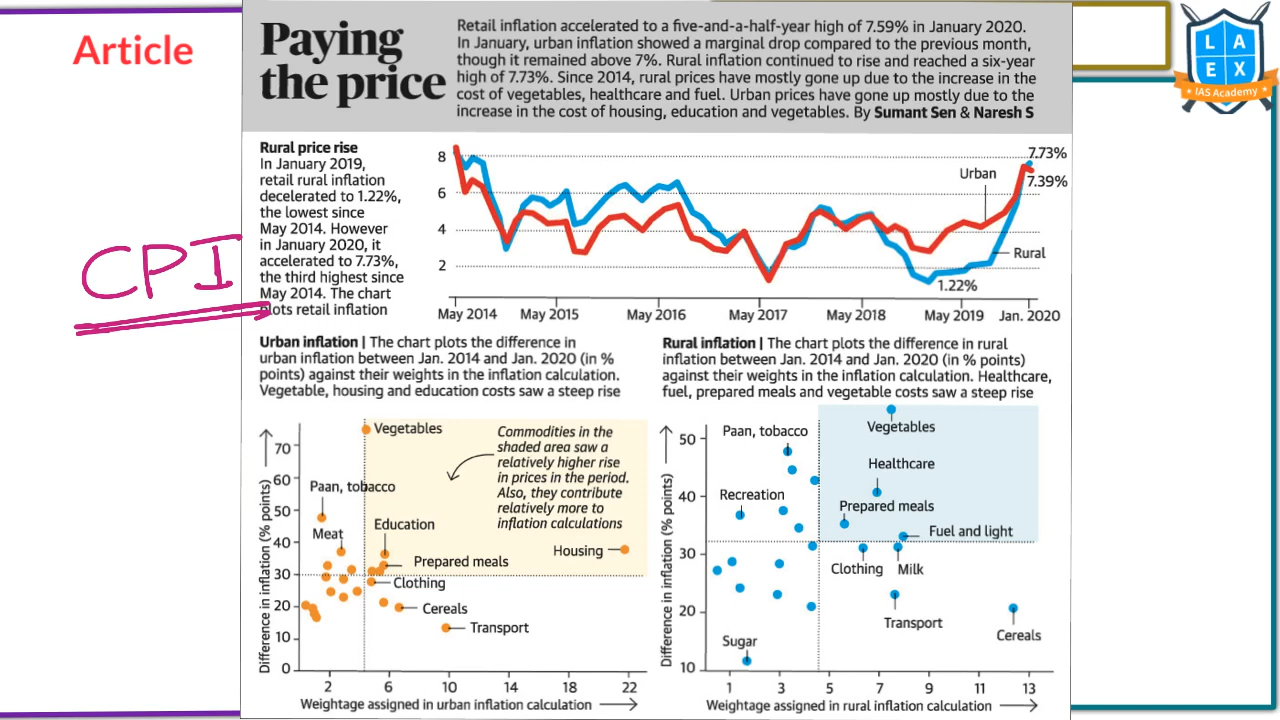 Article
L A
E X
IAS Academy
Paying
the price
Retail inflation accelerated to a five-and-a-half-year high of 7.59% in January 2020.
In January, urban inflation showed a marginal drop compared to the previous month,
though it remained above 7%. Rural inflation continued to rise and reached a six-year
high of 7.73%. Since 2014, rural prices have mostly gone up due to the increase in the
cost of vegetables, healthcare and fuel. Urban prices have gone up mostly due to the
increase in the cost of housing, education and vegetables. By Sumant Sen & Naresh S
CPI
Rural price rise
In January 2019,
retail rural inflation
decelerated to 1.22%,
the lowest since
May 2014. However
in January 2020, it
accelerated to 7.73%,
the third highest since
May 2014. The chart
plots retail inflation
8
6
4
2
7.73%
7.39%
Urban
Rural
1.22%
May 2014 May 2015 May 2016 May 2017 May 2018 May 2019 Jan. 2020
Urban inflation | The chart plots the difference in
urban inflation between Jan. 2014 and Jan. 2020 (in %
points) against their weights in the inflation calculation.
Vegetable, housing and education costs saw a steep rise
Difference in inflation (% points)
70
60
50
40
30
20
10
0
Vegetables
Paan, tobacco
Meat
Education
Prepared meals
Housing
Clothing
Cereals
Transport
Commodities in the
shaded area saw a
relatively higher rise
in prices in the period.
Also, they contribute
relatively more to
inflation calculations
2 6 10 14 18 22
Weightage assigned in urban inflation calculation
Rural inflation | The chart plots the difference in rural
inflation between Jan. 2014 and Jan. 2020 (in % points)
against their weights in the inflation calculation. Healthcare,
fuel, prepared meals and vegetable costs saw a steep rise
Difference in inflation (% points)
50
40
30
20
10
Paan, tobacco
Vegetables
Healthcare
Recreation
Prepared meals
Fuel and light
Clothing
Milk
Transport
Cereals
Sugar
1 3 5 7 9 11 13
Weightage assigned in rural inflation calculation